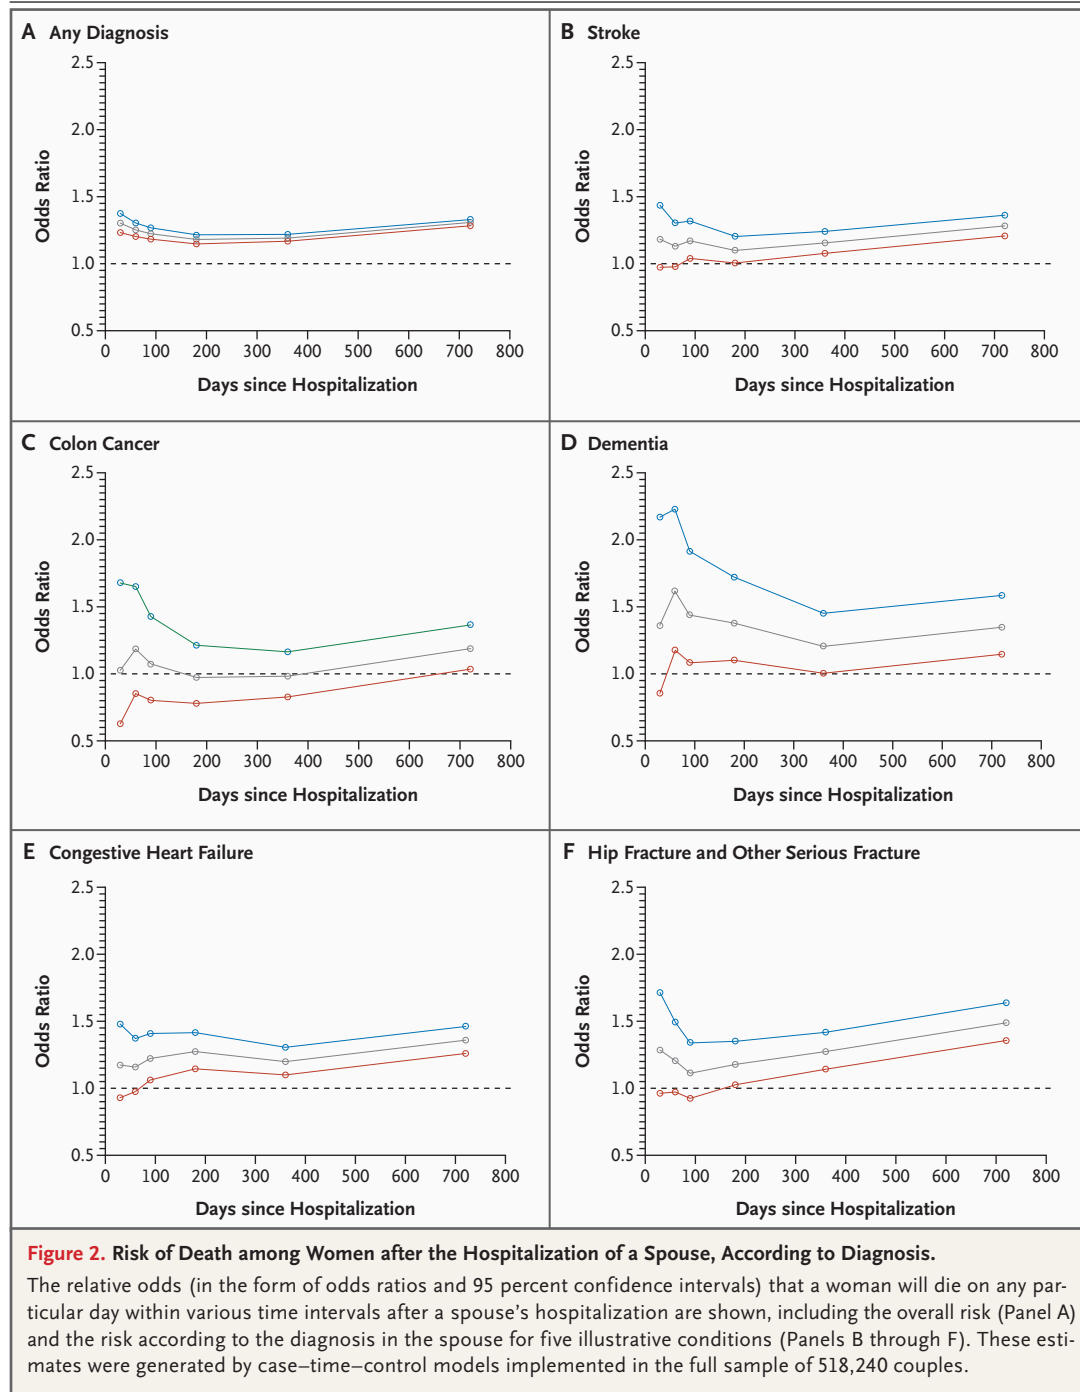 A Any Diagnosis
2.5
2.0
1.5
1.0
0.5
Odds Ratio
0 100 200 300 400 500 600 700 800
Days since Hospitalization
B Stroke
2.5
2.0
1.5
1.0
0.5
Odds Ratio
0 100 200 300 400 500 600 700 800
Days since Hospitalization
C Colon Cancer
2.5
2.0
1.5
1.0
0.5
Odds Ratio
0 100 200 300 400 500 600 700 800
Days since Hospitalization
D Dementia
2.5
2.0
1.5
1.0
0.5
Odds Ratio
0 100 200 300 400 500 600 700 800
Days since Hospitalization
E Congestive Heart Failure
2.5
2.0
1.5
1.0
0.5
Odds Ratio
0 100 200 300 400 500 600 700 800
Days since Hospitalization
F Hip Fracture and Other Serious Fracture
2.5
2.0
1.5
1.0
0.5
Odds Ratio
0 100 200 300 400 500 600 700 800
Days since Hospitalization
Figure 2. Risk of Death among Women after the Hospitalization of a Spouse, According to Diagnosis.
The relative odds (in the form of odds ratios and 95 percent confidence intervals) that a woman will die on any par-
ticular day within various time intervals after a spouse's hospitalization are shown, including the overall risk (Panel A)
and the risk according to the diagnosis in the spouse for five illustrative conditions (Panels B through F). These esti-
mates were generated by case–time–control models implemented in the full sample of 518,240 couples.